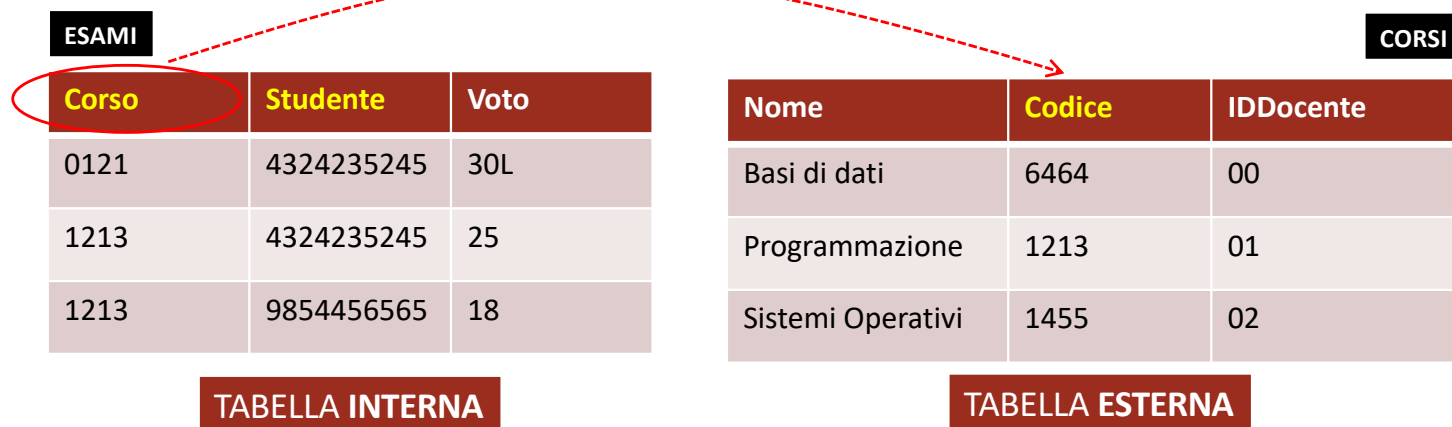 ESAMI
CORSI
Corso Studente Voto
0121 4324235245 30L
1213 4324235245 25
1213 9854456565 18
TABELLA INTERNA
Nome Codice IDDocente
Basi di dati 6464 00
Programmazione 1213 01
Sistemi Operativi 1455 02
TABELLA ESTERNA